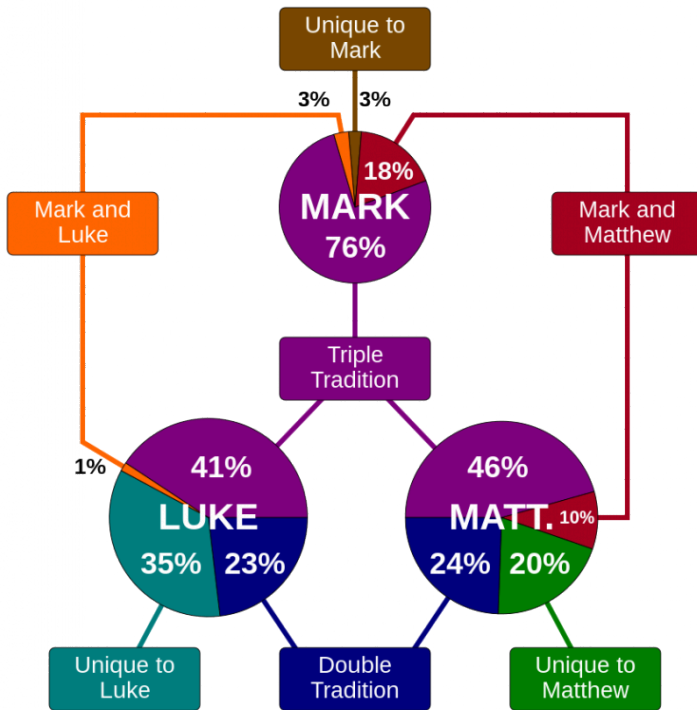 Unique to
Mark
3%
3%
18%
MARK
76%
Mark and
Luke
Mark and
Matthew
Triple
Tradition
1%
41%
LUKE
35%
23%
46%
MATT.
10%
24%
20%
Unique to
Luke
Double
Tradition
Unique to
Matthew